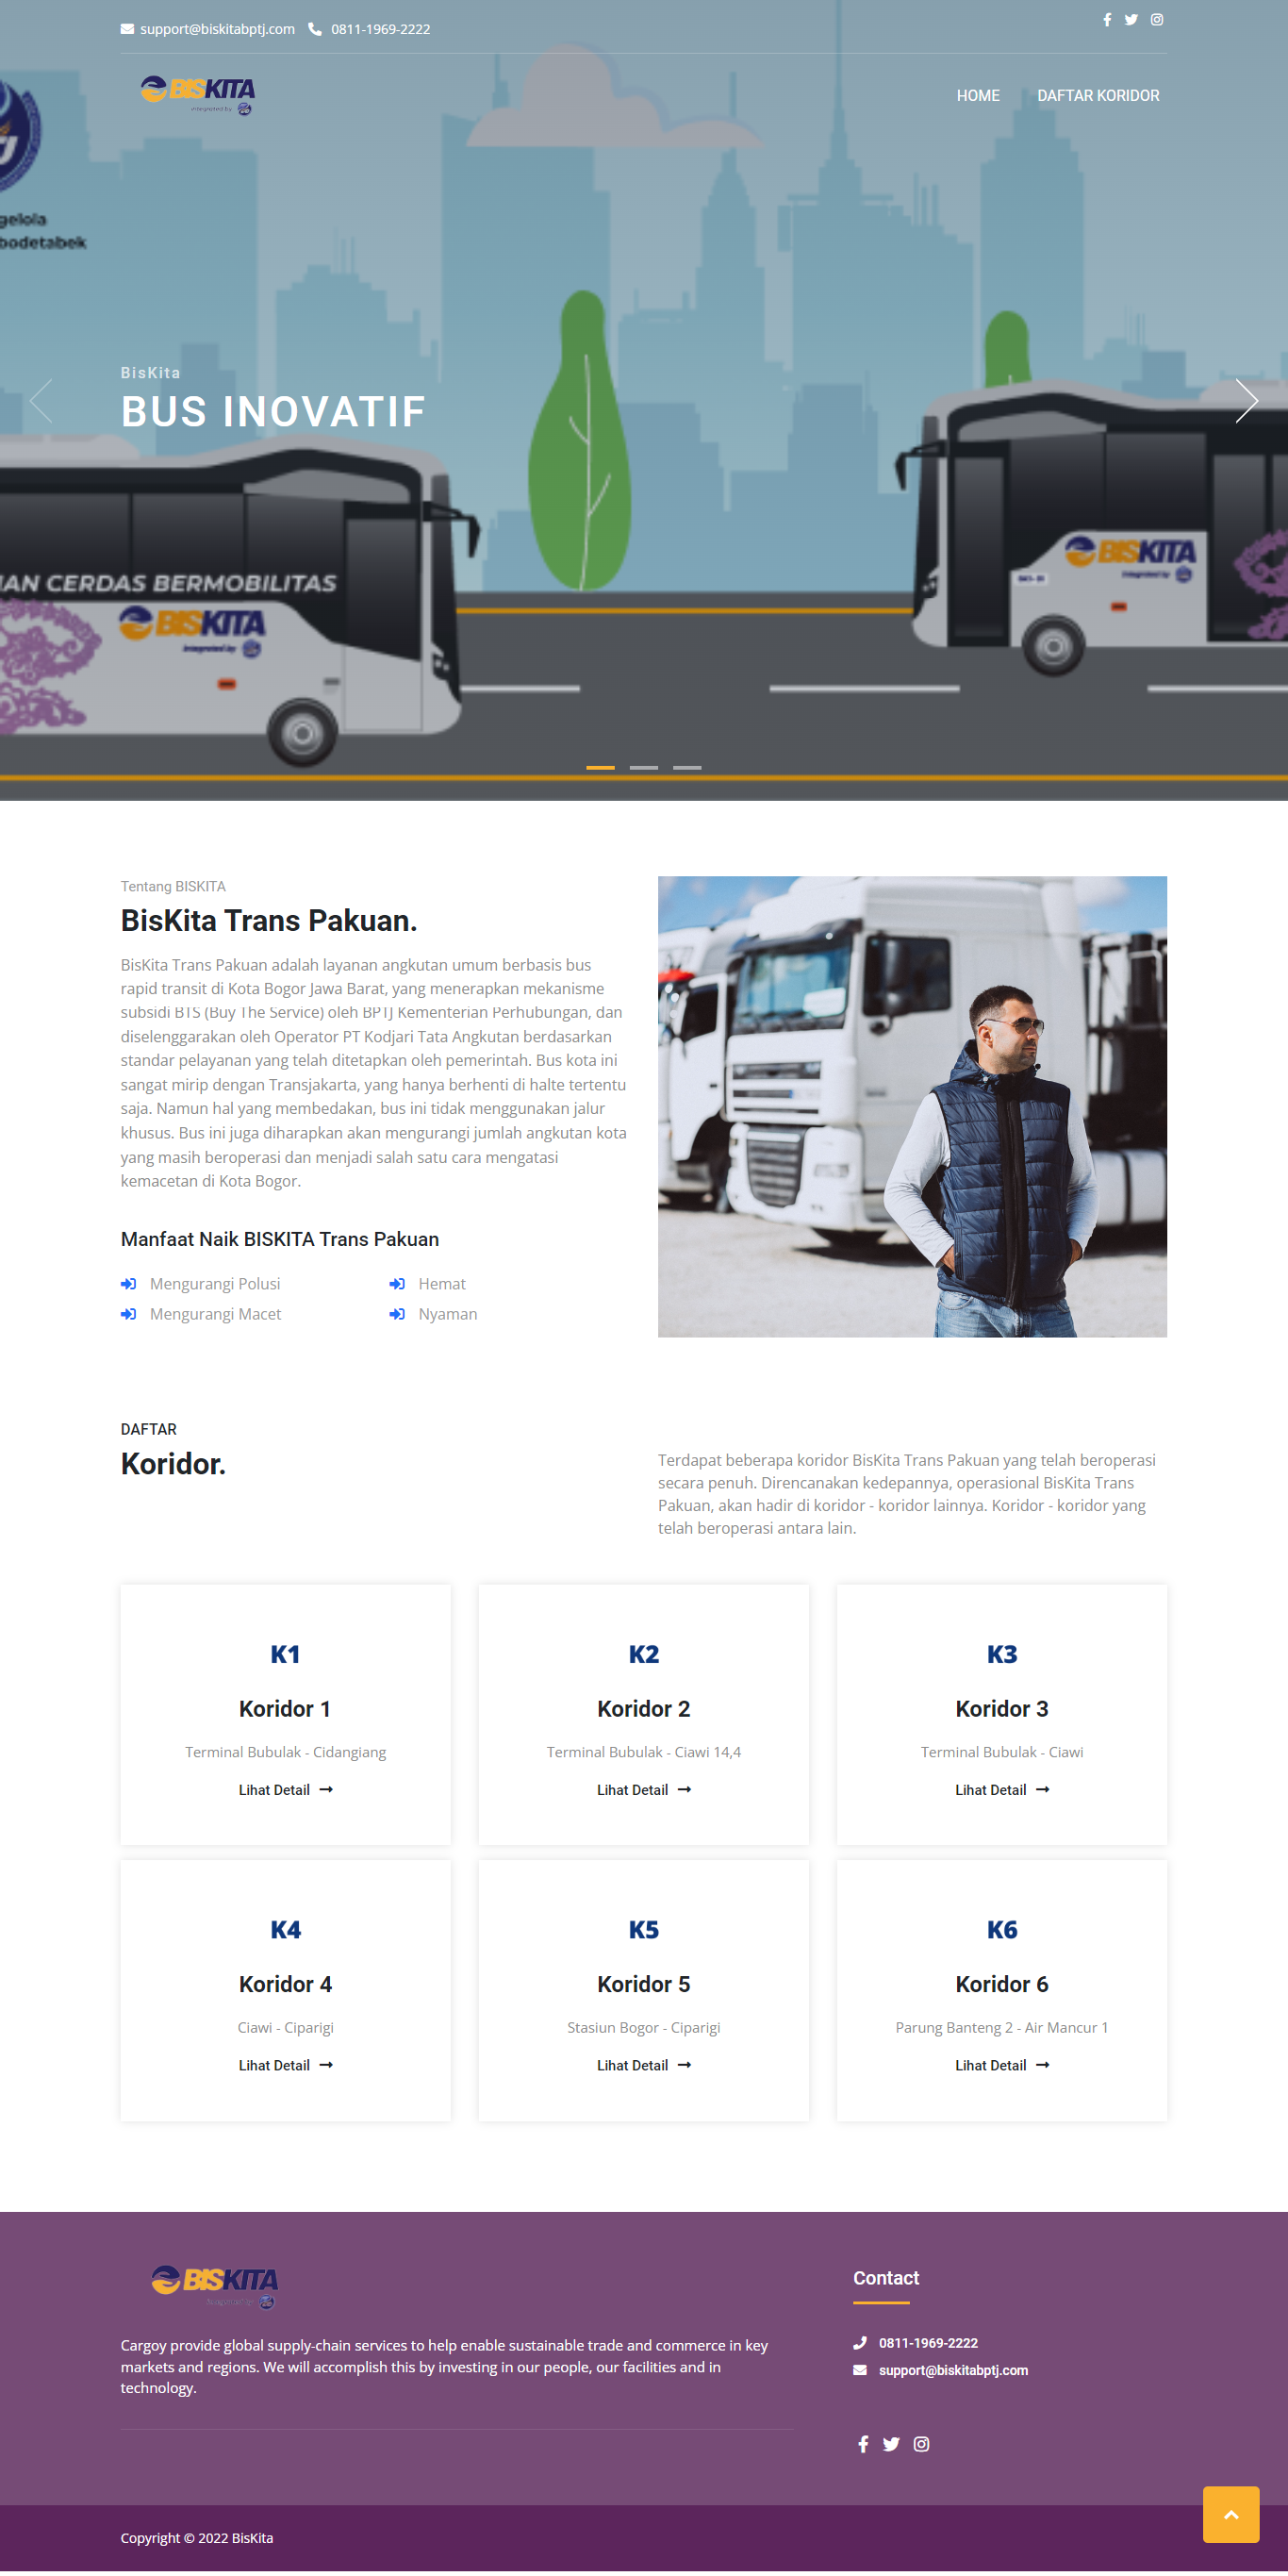 support@biskitabptj.com 0811-1969-2222
BISKITA
integrated by
HOME DAFTAR KORIDOR
gelola
bodetabek
BisKita
BUS INOVATIF
AN CERDAS BERMOBILITAS
BISKITA
integrated by
BISKITA
integrated by
Tentang BISKITA
BisKita Trans Pakuan.
BisKita Trans Pakuan adalah layanan angkutan umum berbasis bus
rapid transit di Kota Bogor Jawa Barat, yang menerapkan mekanisme
subsidi BTS (Buy The Service) oleh BPTJ Kementerian Perhubungan, dan
diselenggarakan oleh Operator PT Kodjari Tata Angkutan berdasarkan
standar pelayanan yang telah ditetapkan oleh pemerintah. Bus kota ini
sangat mirip dengan Transjakarta, yang hanya berhenti di halte tertentu
saja. Namun hal yang membedakan, bus ini tidak menggunakan jalur
khusus. Bus ini juga diharapkan akan mengurangi jumlah angkutan kota
yang masih beroperasi dan menjadi salah satu cara mengatasi
kemacetan di Kota Bogor.
Manfaat Naik BISKITA Trans Pakuan
Mengurangi Polusi
Mengurangi Macet
Hemat
Nyaman
DAFTAR
Koridor.
Terdapat beberapa koridor BisKita Trans Pakuan yang telah beroperasi
secara penuh. Direncanakan kedepannya, operasional BisKita Trans
Pakuan, akan hadir di koridor - koridor lainnya. Koridor - koridor yang
telah beroperasi antara lain.
K1
Koridor 1
Terminal Bubulak - Cidangiang
Lihat Detail
K2
Koridor 2
Terminal Bubulak - Ciawi 14,4
Lihat Detail
K3
Koridor 3
Terminal Bubulak - Ciawi
Lihat Detail
K4
Koridor 4
Ciawi - Ciparigi
Lihat Detail
K5
Koridor 5
Stasiun Bogor - Ciparigi
Lihat Detail
K6
Koridor 6
Parung Banteng 2 - Air Mancur 1
Lihat Detail
BISKITA
Cargoy provide global supply-chain services to help enable sustainable trade and commerce in key
markets and regions. We will accomplish this by investing in our people, our facilities and in
technology.
Contact
0811-1969-2222
support@biskitabptj.com
Copyright © 2022 BisKita